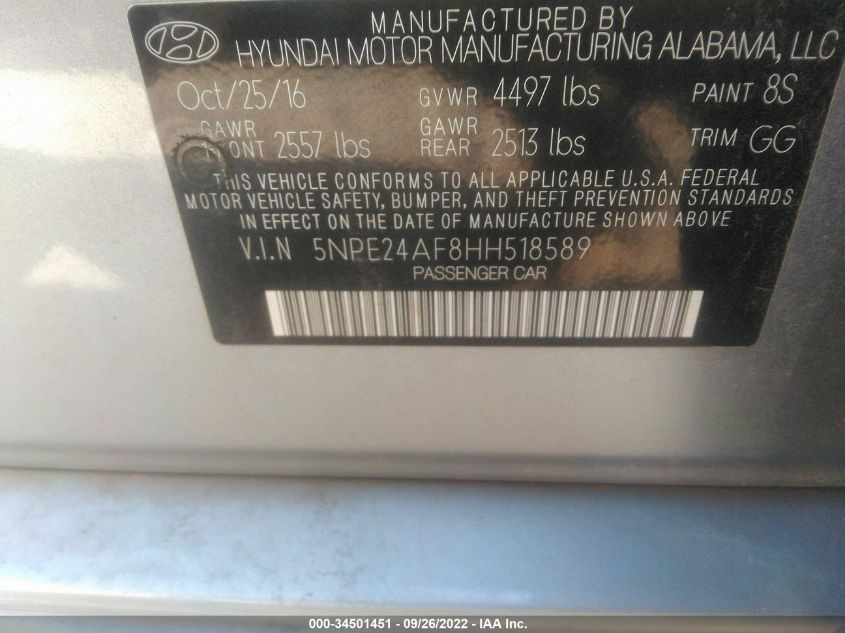 MANUFACTURED BY
HYUNDAI MOTOR MANUFACTURING ALABAMA, LLC
Oct/25/16 GVWR 4497 lbs PAINT 8S
GAWR FRONT 2557 lbs GAWR REAR 2513 lbs TRIM GG
THIS VEHICLE CONFORMS TO ALL APPLICABLE U.S.A. FEDERAL
MOTOR VEHICLE SAFETY, BUMPER, AND THEFT PREVENTION STANDARDS
IN EFFECT ON THE DATE OF MANUFACTURE SHOWN ABOVE
V.I.N 5NPE24AF8HH518589
PASSENGER CAR
000-34501451 - 09/26/2022 - IAA Inc.